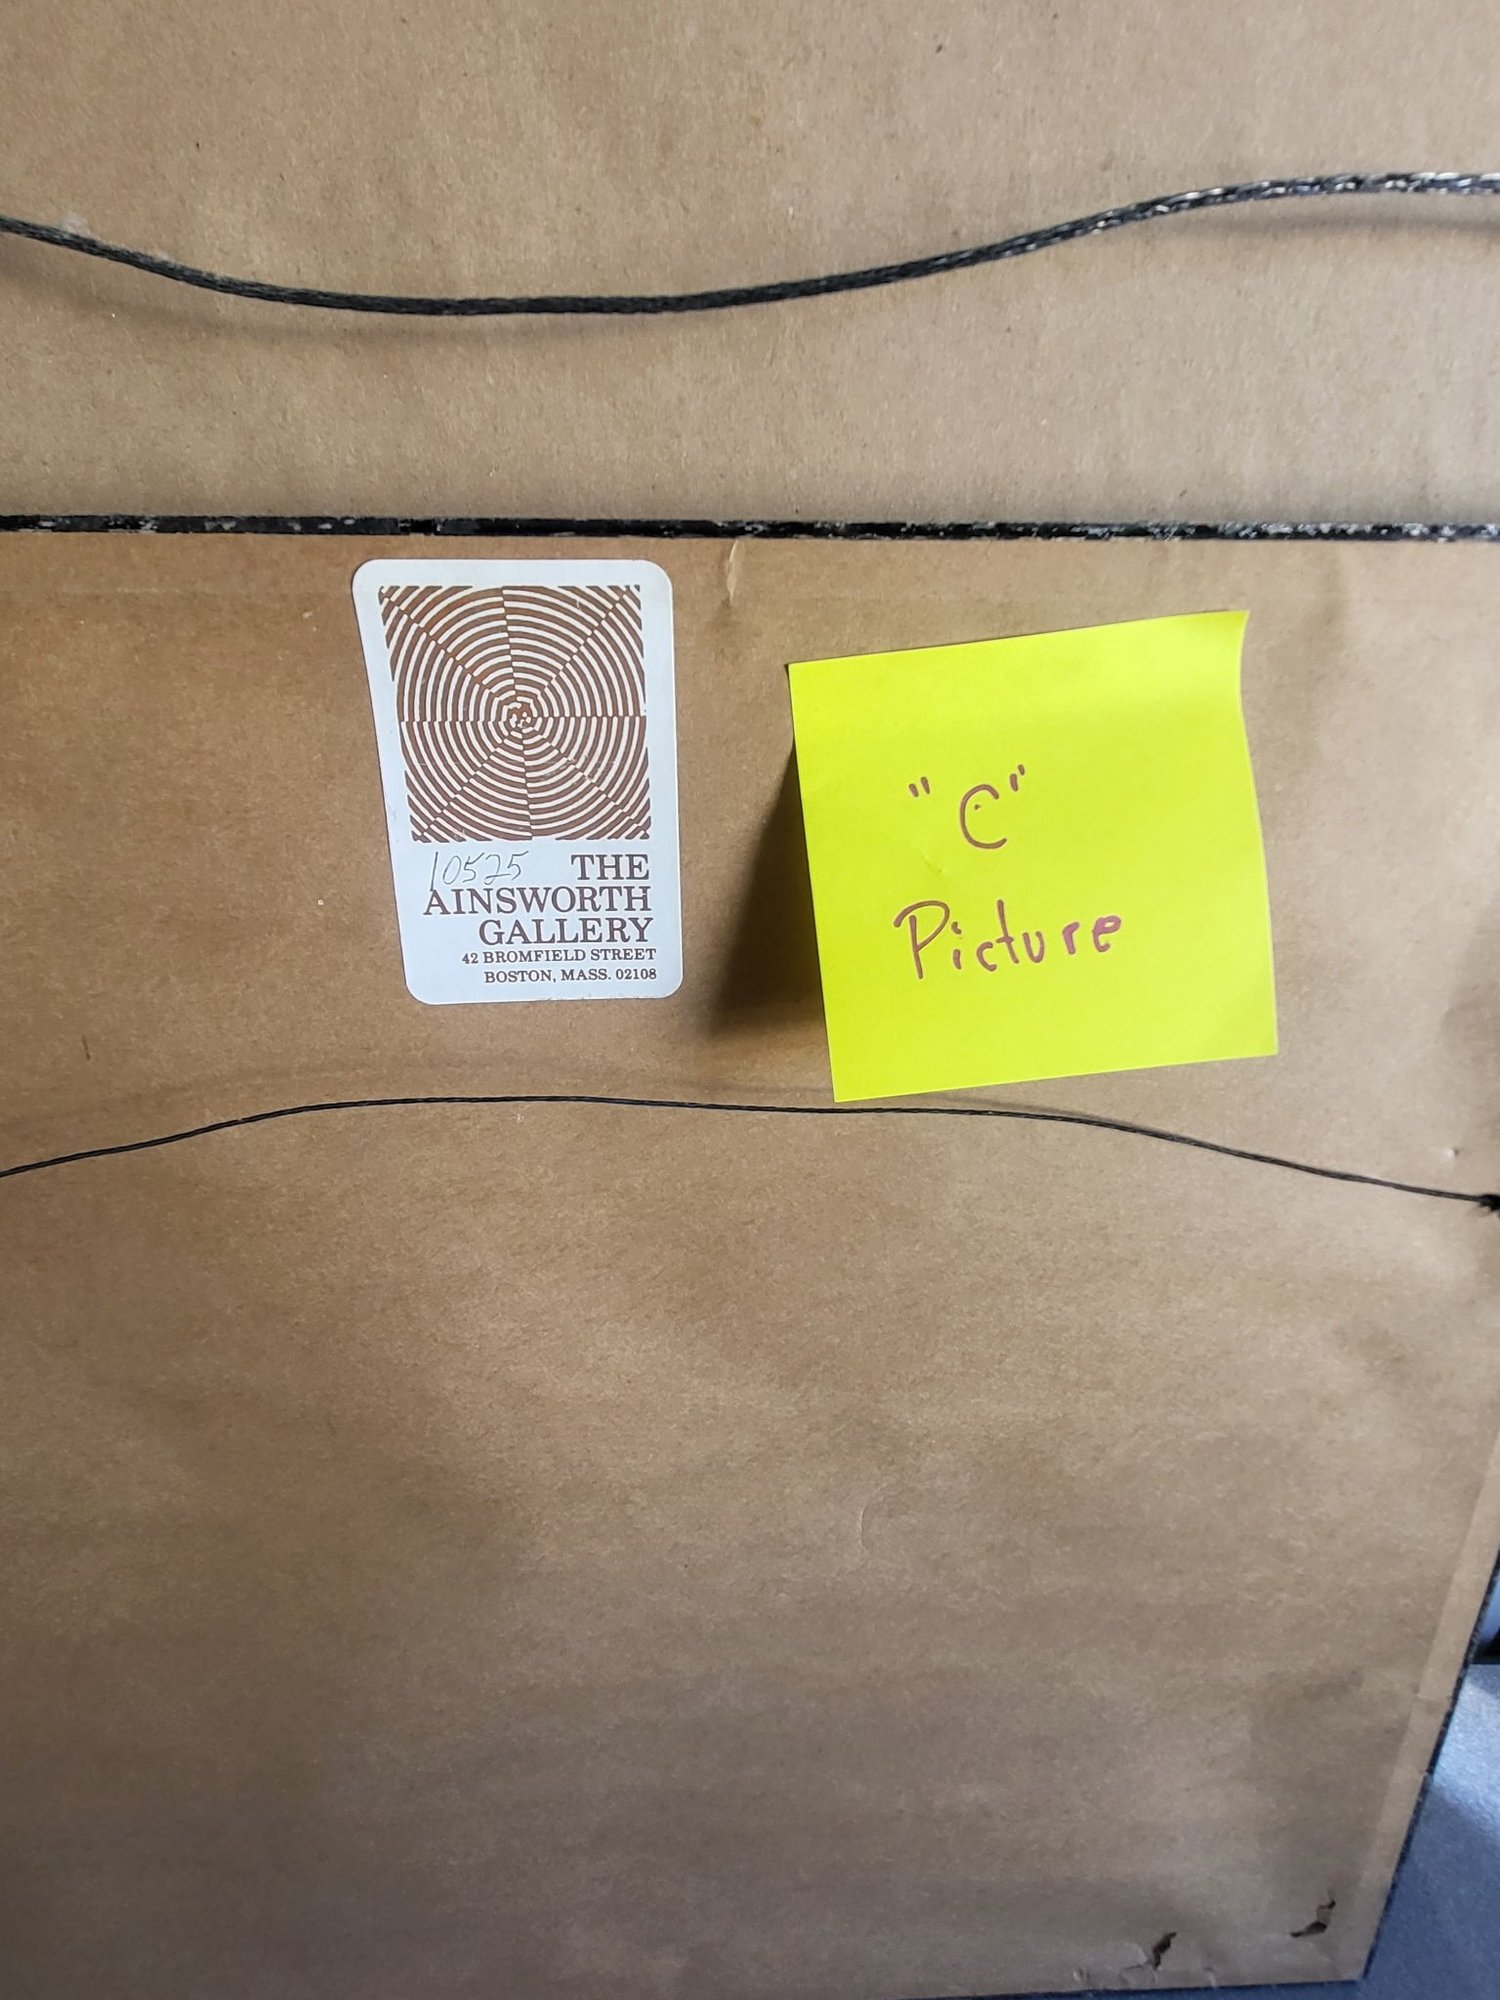 10525 THE
AINSWORTH
GALLERY
42 BROMFIELD STREET
BOSTON, MASS. 02108
"C"
Picture